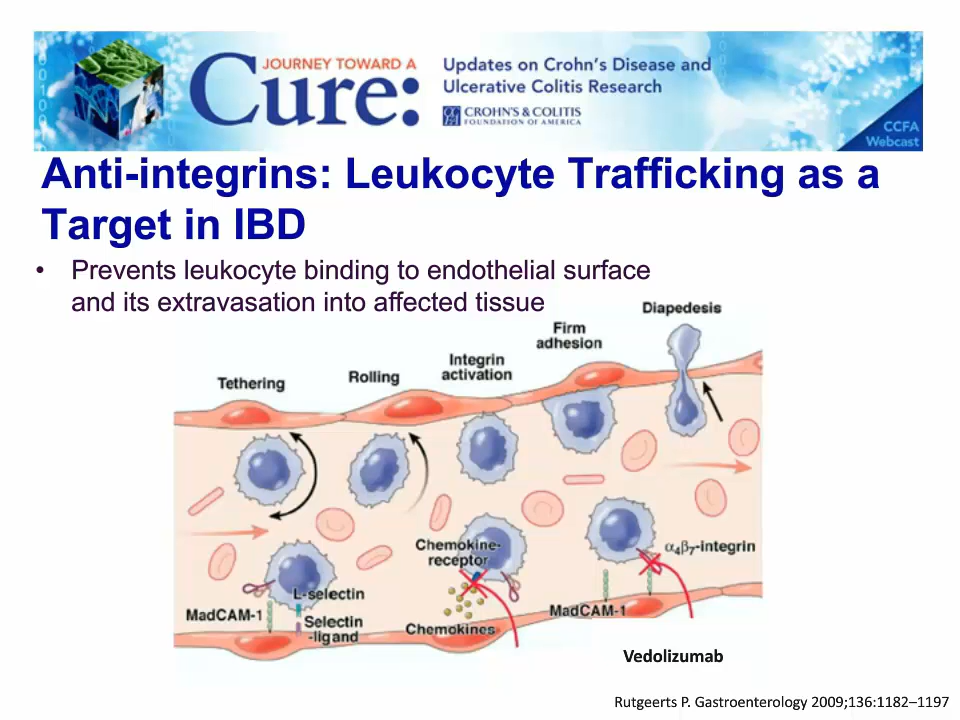 JOURNEY TOWARD A
Cure:
Updates on Crohn's Disease and
Ulcerative Colitis Research
CROHN'S & COLITIS
FOUNDATION OF AMERICA
CCFA
Webcast
Anti-integrins: Leukocyte Trafficking as a
Target in IBD
• Prevents leukocyte binding to endothelial surface
and its extravasation into affected tissue
Tethering
Rolling
Integrin
activation
Firm
adhesion
Diapedesis
Chemokine-
receptor
α₄β₇-integrin
L-selectin
MadCAM-1
Selectin
-ligand
Chemokines
MadCAM-1
Vedolizumab
Rutgeerts P. Gastroenterology 2009;136:1182–1197